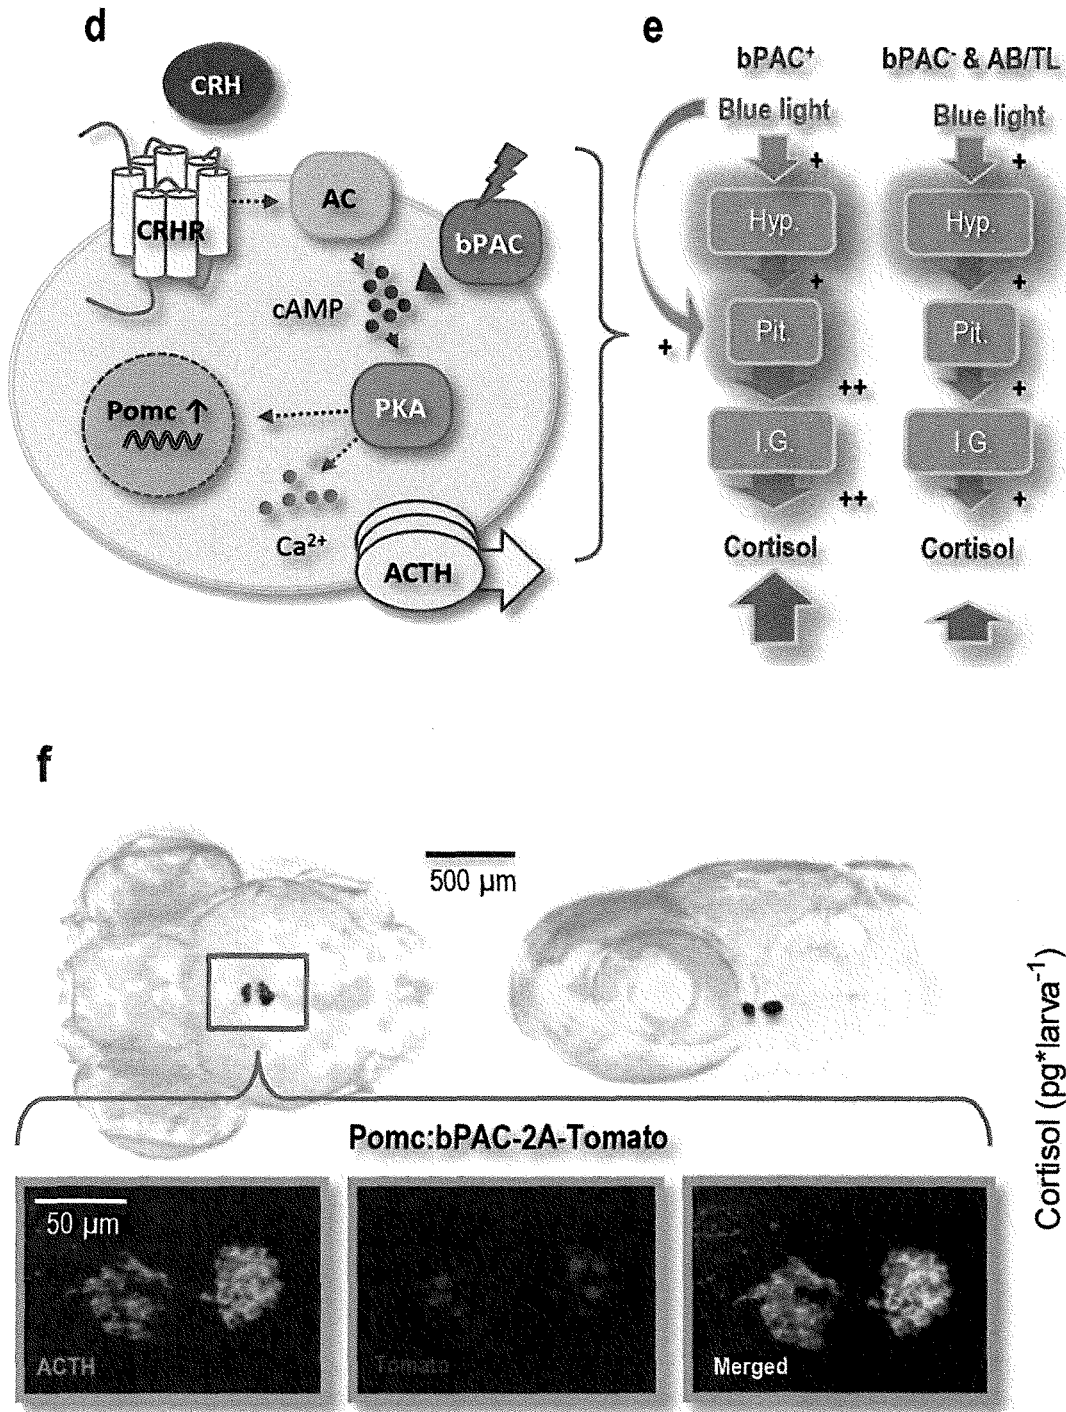 d
CRH
CRHR
AC
bPAC
cAMP
PKA
Pomc ↑
Ca²⁺
ACTH
e
bPAC⁺
bPAC⁻ & AB/TL
Blue light
Blue light
+
+
Hyp.
Hyp.
+
+
+
Pit.
Pit.
++
+
I.G.
I.G.
++
+
Cortisol
Cortisol
f
500 µm
Pomc:bPAC-2A-Tomato
50 µm
ACTH
Tomato
Merged
Cortisol (pg*larva⁻¹)